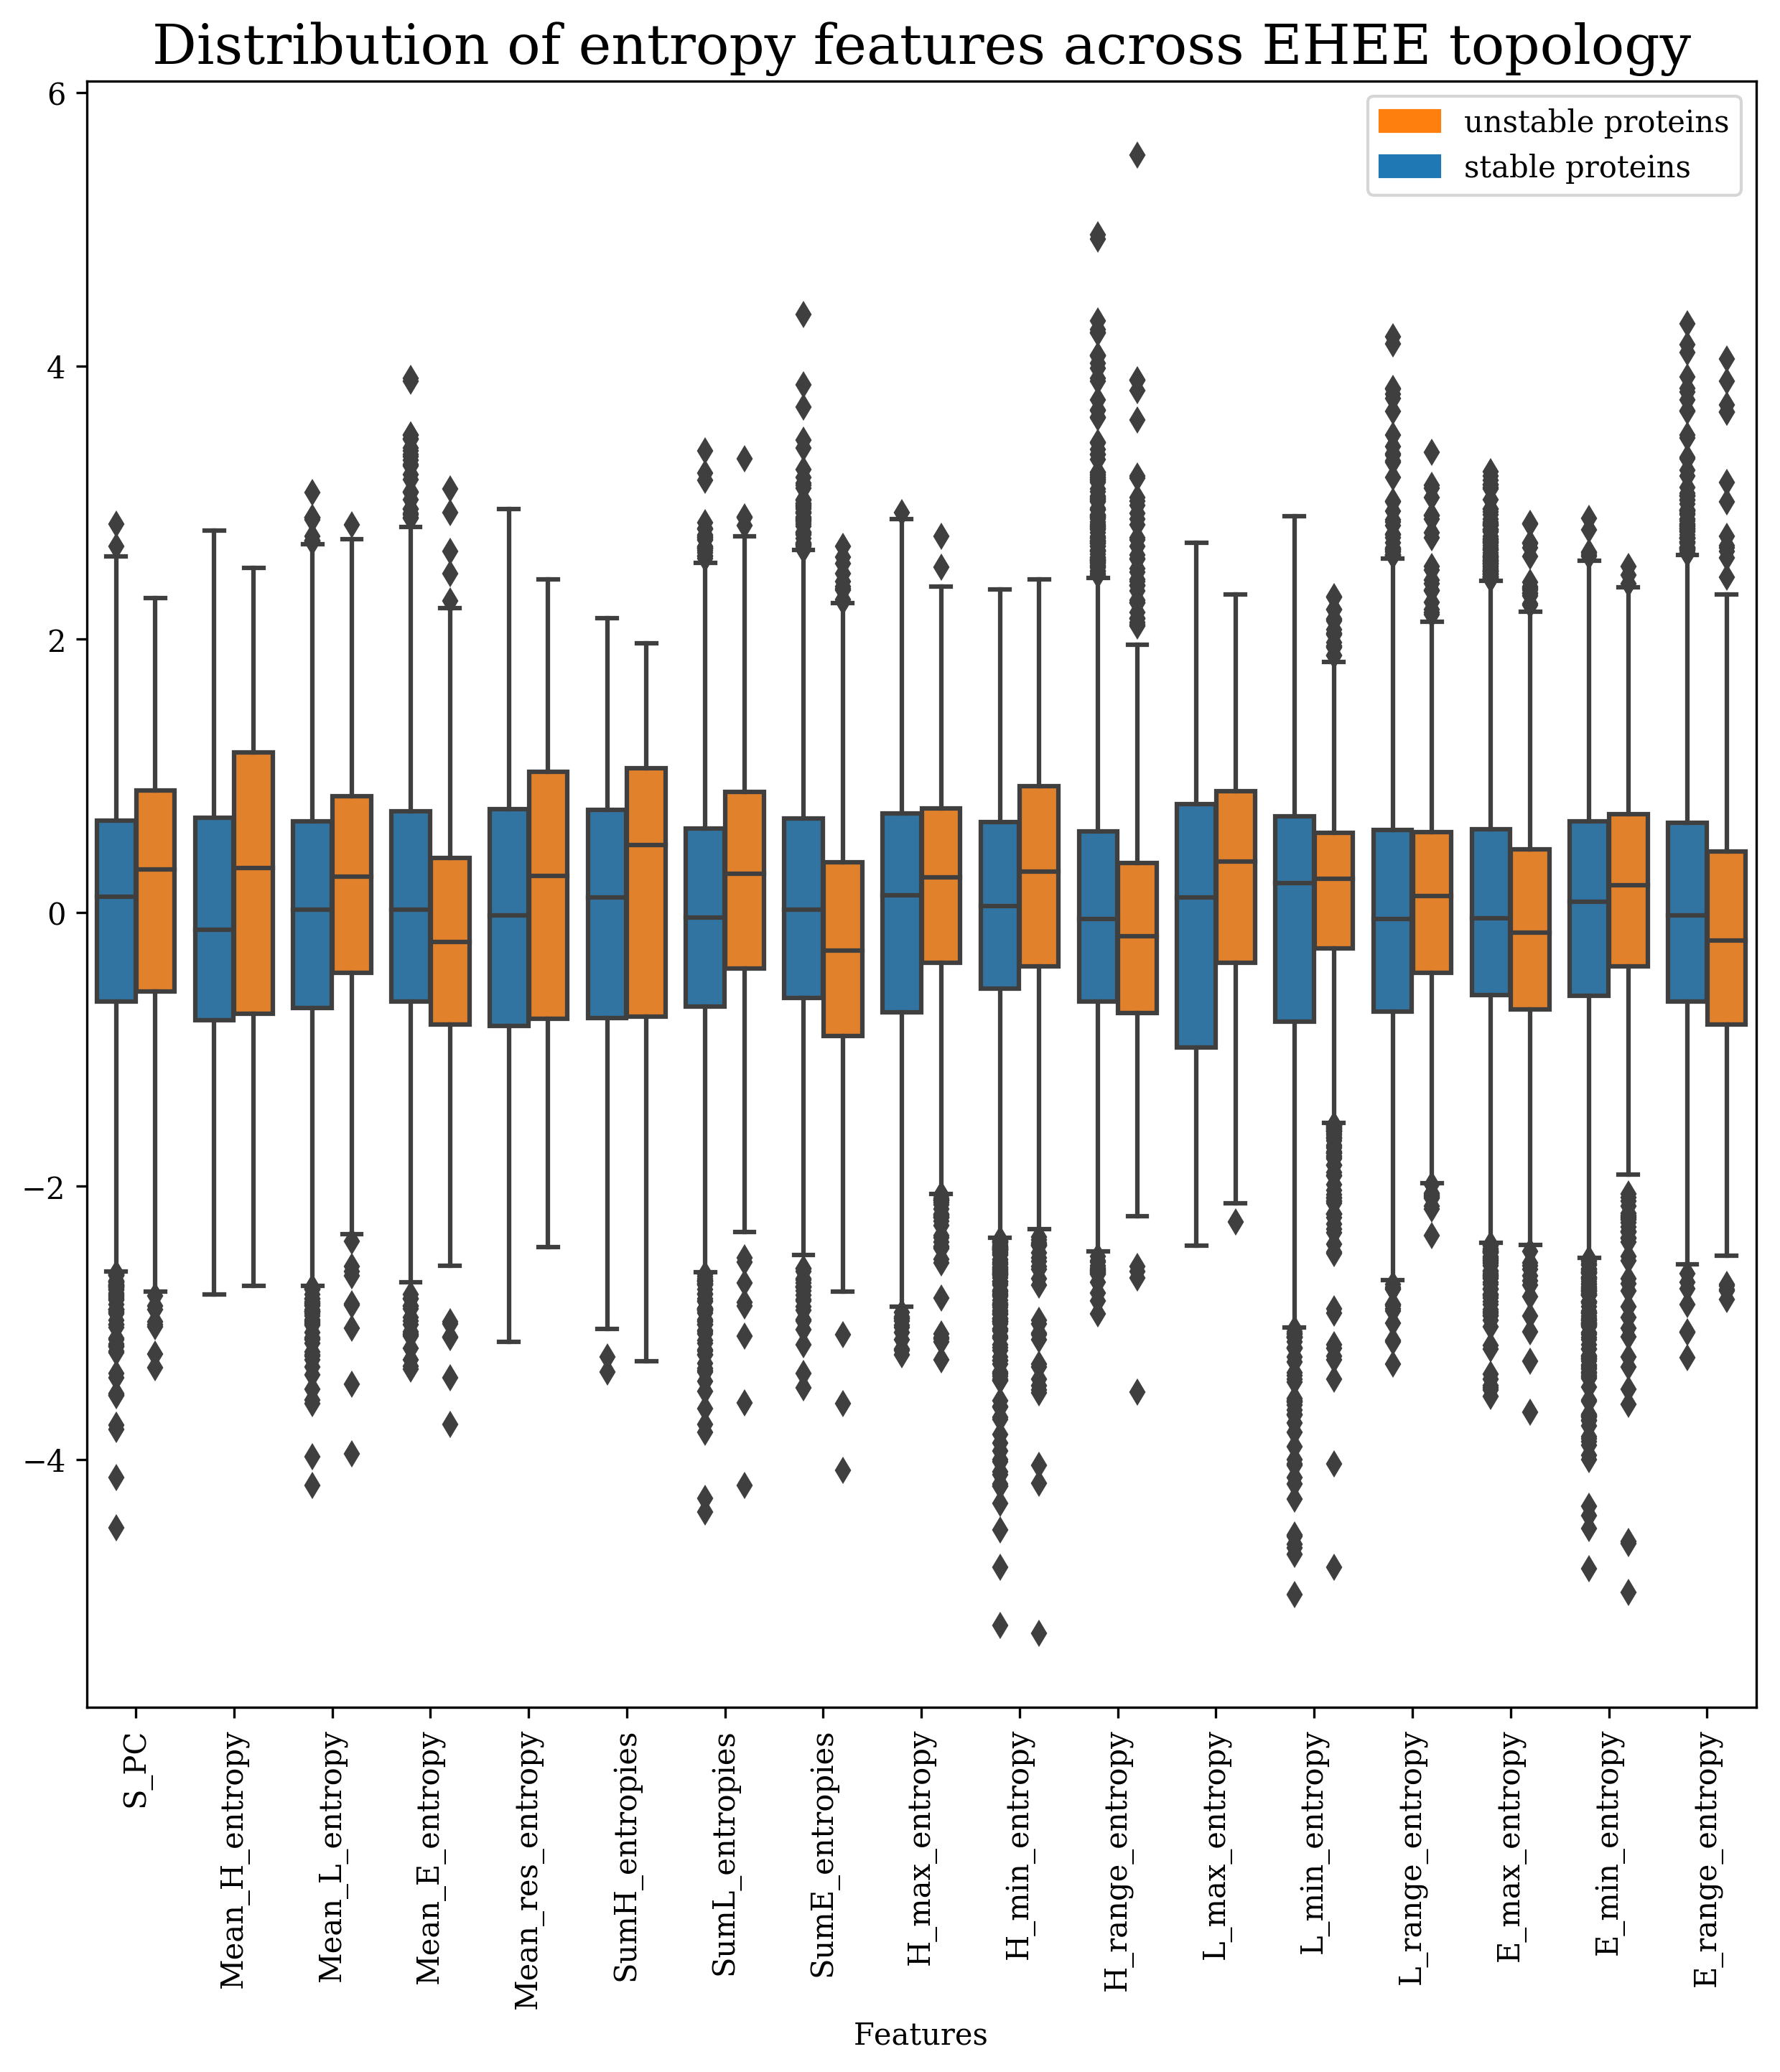 Distribution of entropy features across EHEE topology
unstable proteins
stable proteins
6
4
2
0
−2
−4
S_PC
Mean_H_entropy
Mean_L_entropy
Mean_E_entropy
Mean_res_entropy
SumH_entropies
SumL_entropies
SumE_entropies
H_max_entropy
H_min_entropy
H_range_entropy
L_max_entropy
L_min_entropy
L_range_entropy
E_max_entropy
E_min_entropy
E_range_entropy
Features